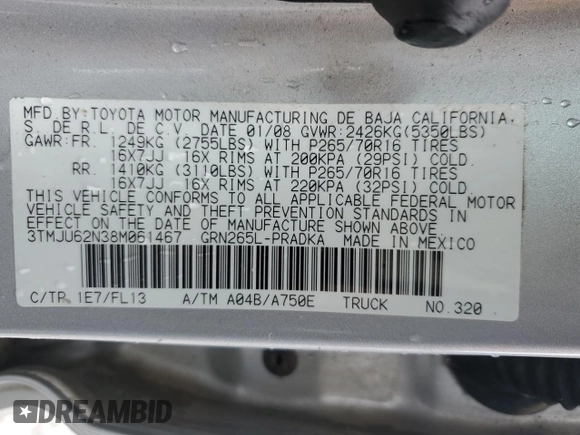 MFD.BY:TOYOTA MOTOR MANUFACTURING DE BAJA CALIFORNIA,
S. DE R.L. DE C.V. DATE 01/08 GVWR:2426KG(5350LBS)
GAWR:FR. 1249KG (2755LBS) WITH P265/70R16 TIRES
16X7JJ 16X RIMS AT 200KPA (29PSI) COLD.
RR. 1410KG (3110LBS) WITH P265/70R16 TIRES
16X7JJ 16X RIMS AT 220KPA (32PSI) COLD.
THIS VEHICLE CONFORMS TO ALL APPLICABLE FEDERAL MOTOR
VEHICLE SAFETY AND THEFT PREVENTION STANDARDS IN
EFFECT ON THE DATE OF MANUFACTURE SHOWN ABOVE.
3TMJU62N38M061467 GRN265L-PRADKA MADE IN MEXICO
C/TR 1E7/FL13 A/TM A04B/A750E TRUCK NO.320
DREAMBID